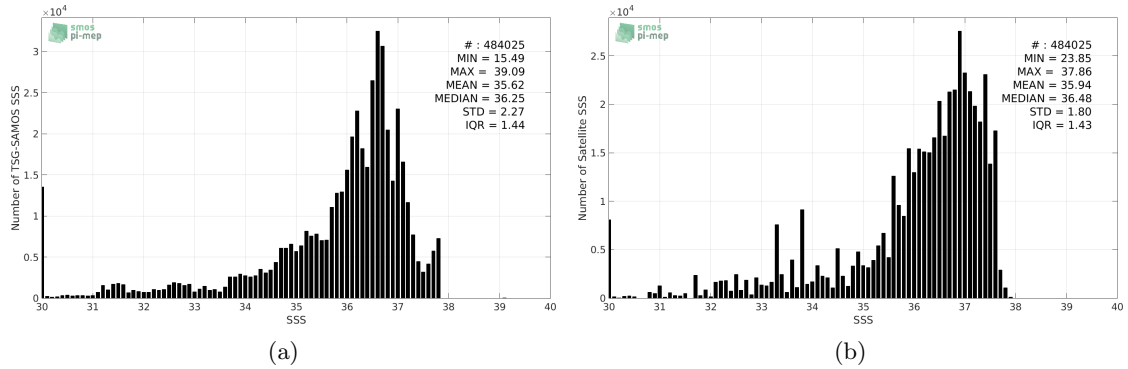 ×10⁴
smos
pi-mep
# : 484025
MIN = 15.49
MAX = 39.09
MEAN = 35.62
MEDIAN = 36.25
STD = 2.27
IQR = 1.44
Number of TSG-SAMOS SSS
3
2.5
2
1.5
1
0.5
0
30 31 32 33 34 35 36 37 38 39 40
SSS
(a)
×10⁴
smos
pi-mep
# : 484025
MIN = 23.85
MAX = 37.86
MEAN = 35.94
MEDIAN = 36.48
STD = 1.80
IQR = 1.43
Number of Satellite SSS
2.5
2
1.5
1
0.5
0
30 31 32 33 34 35 36 37 38 39 40
SSS
(b)